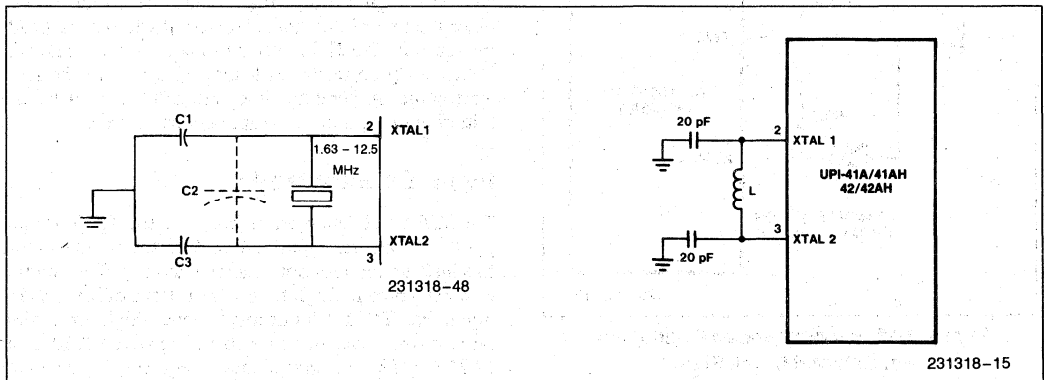 C1
2
XTAL1
1.63 – 12.5
MHz
C2
XTAL2
C3
3
231318–48
20 pF
2
XTAL 1
UPI-41A/41AH
42/42AH
L
3
XTAL 2
20 pF
231318–15